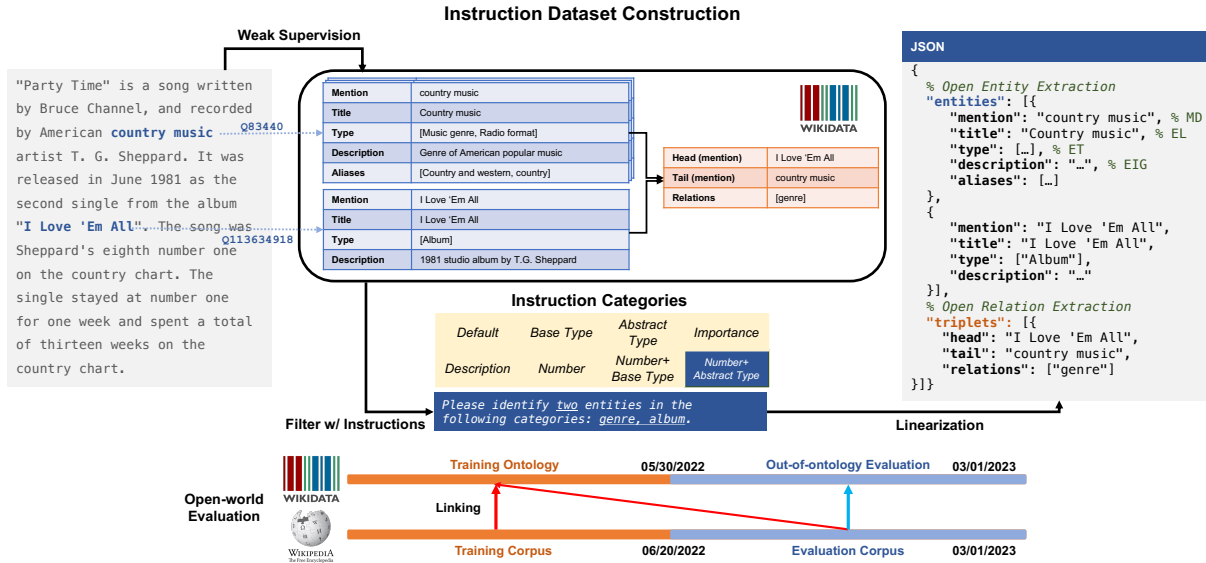 Instruction Dataset Construction
Weak Supervision
"Party Time" is a song written
by Bruce Channel, and recorded
by American country music
artist T. G. Sheppard. It was
released in June 1981 as the
second single from the album
"I Love 'Em All". The song was
Sheppard's eighth number one
on the country chart. The
single stayed at number one
for one week and spent a total
of thirteen weeks on the
country chart.
Q83440
Q113634918
Mention country music
Title Country music
Type [Music genre, Radio format]
Description Genre of American popular music
Aliases [Country and western, country]
Mention I Love 'Em All
Title I Love 'Em All
Type [Album]
Description 1981 studio album by T.G. Sheppard
WIKIDATA
Head (mention) I Love 'Em All
Tail (mention) country music
Relations [genre]
JSON
{
% Open Entity Extraction
"entities": [{
"mention": "country music", % MD
"title": "Country music", % EL
"type": […], % ET
"description": "…", % EIG
"aliases": […]
},
{
"mention": "I Love 'Em All",
"title": "I Love 'Em All",
"type": ["Album"],
"description": "…"
}],
% Open Relation Extraction
"triplets": [{
"head": "I Love 'Em All",
"tail": "country music",
"relations": ["genre"]
}]}
Instruction Categories
Default Base Type Abstract Type Importance
Description Number Number+ Base Type Number+ Abstract Type
Filter w/ Instructions
Please identify two entities in the
following categories: genre, album.
Linearization
Open-world
Evaluation
WIKIDATA
Training Ontology 05/30/2022 Out-of-ontology Evaluation 03/01/2023
Linking
WIKIPEDIA
The Free Encyclopedia
Training Corpus 06/20/2022 Evaluation Corpus 03/01/2023